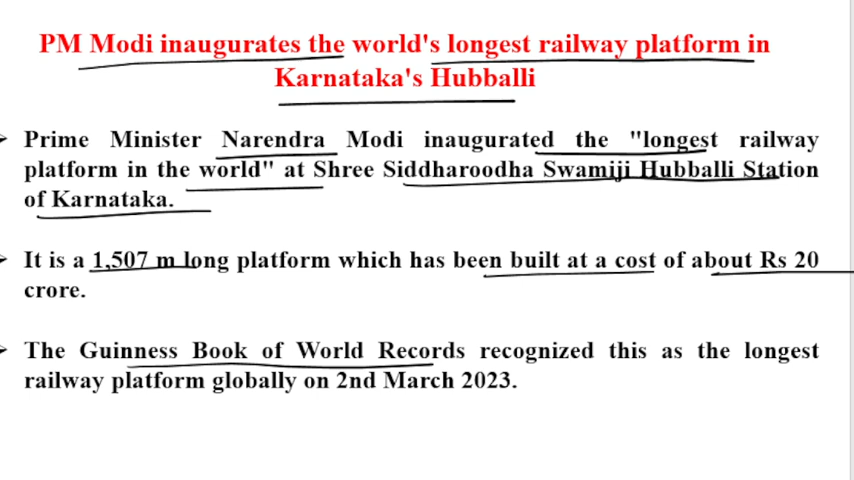 PM Modi inaugurates the world's longest railway platform in
Karnataka's Hubballi
Prime Minister Narendra Modi inaugurated the "longest railway
platform in the world" at Shree Siddharoodha Swamiji Hubballi Station
of Karnataka.
It is a 1,507 m long platform which has been built at a cost of about Rs 20
crore.
The Guinness Book of World Records recognized this as the longest
railway platform globally on 2nd March 2023.